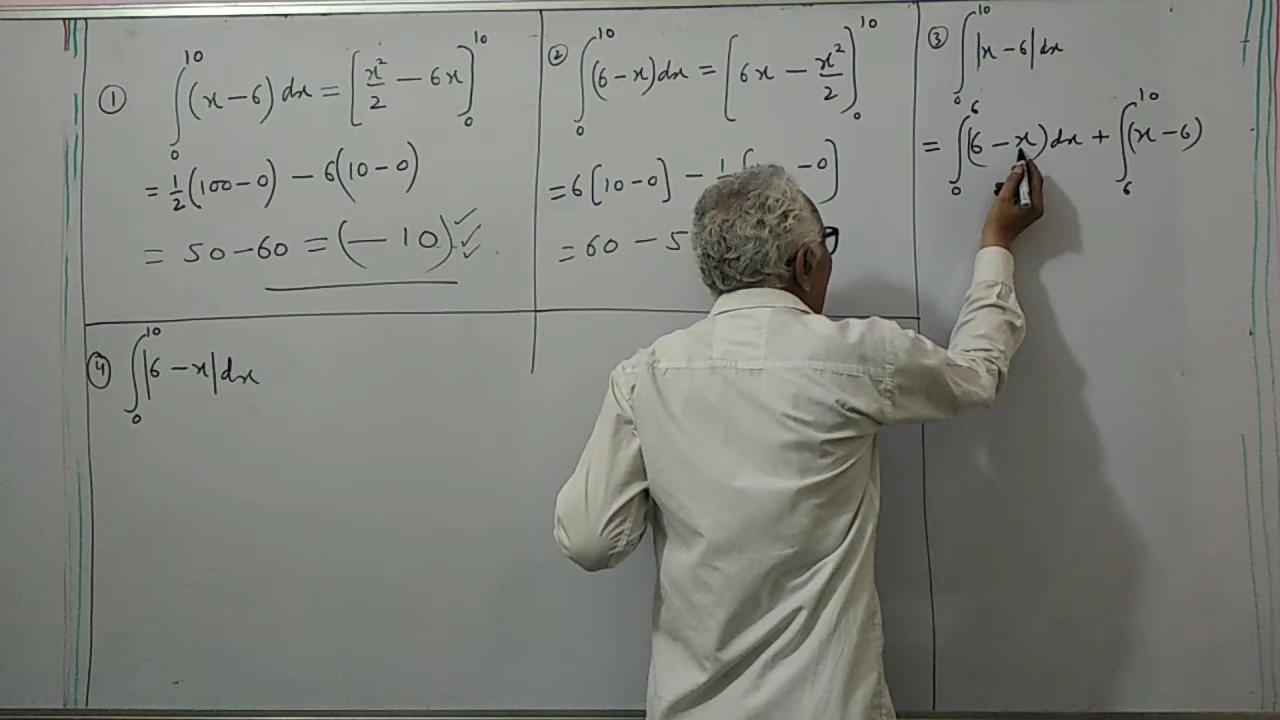 ① ∫₀¹⁰ (x − 6) dx = [x²/2 − 6x]₀¹⁰
= 1/2 (100 − 0) − 6(10 − 0)
= 50 − 60 = (− 10) ✓✓
② ∫₀¹⁰ (6 − x) dx = [6x − x²/2]₀¹⁰
= 6[10 − 0] − 1 − 0]
= 60 − 5
③ ∫₀¹⁰ |x − 6| dx
= ∫₀⁶ (6 − x) dx + ∫₆¹⁰ (x − 6)
④ ∫₀¹⁰ |6 − x| dx